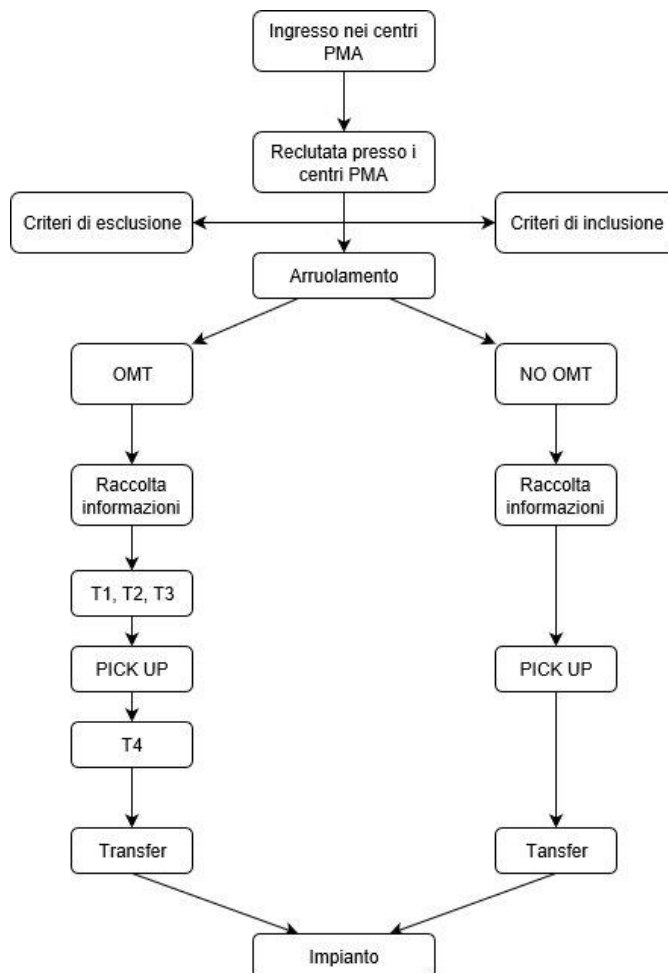 Ingresso nei centri
PMA
Reclutata presso i
centri PMA
Criteri di esclusione
Criteri di inclusione
Arruolamento
OMT
NO OMT
Raccolta
informazioni
Raccolta
informazioni
T1, T2, T3
PICK UP
PICK UP
T4
Transfer
Tansfer
Impianto